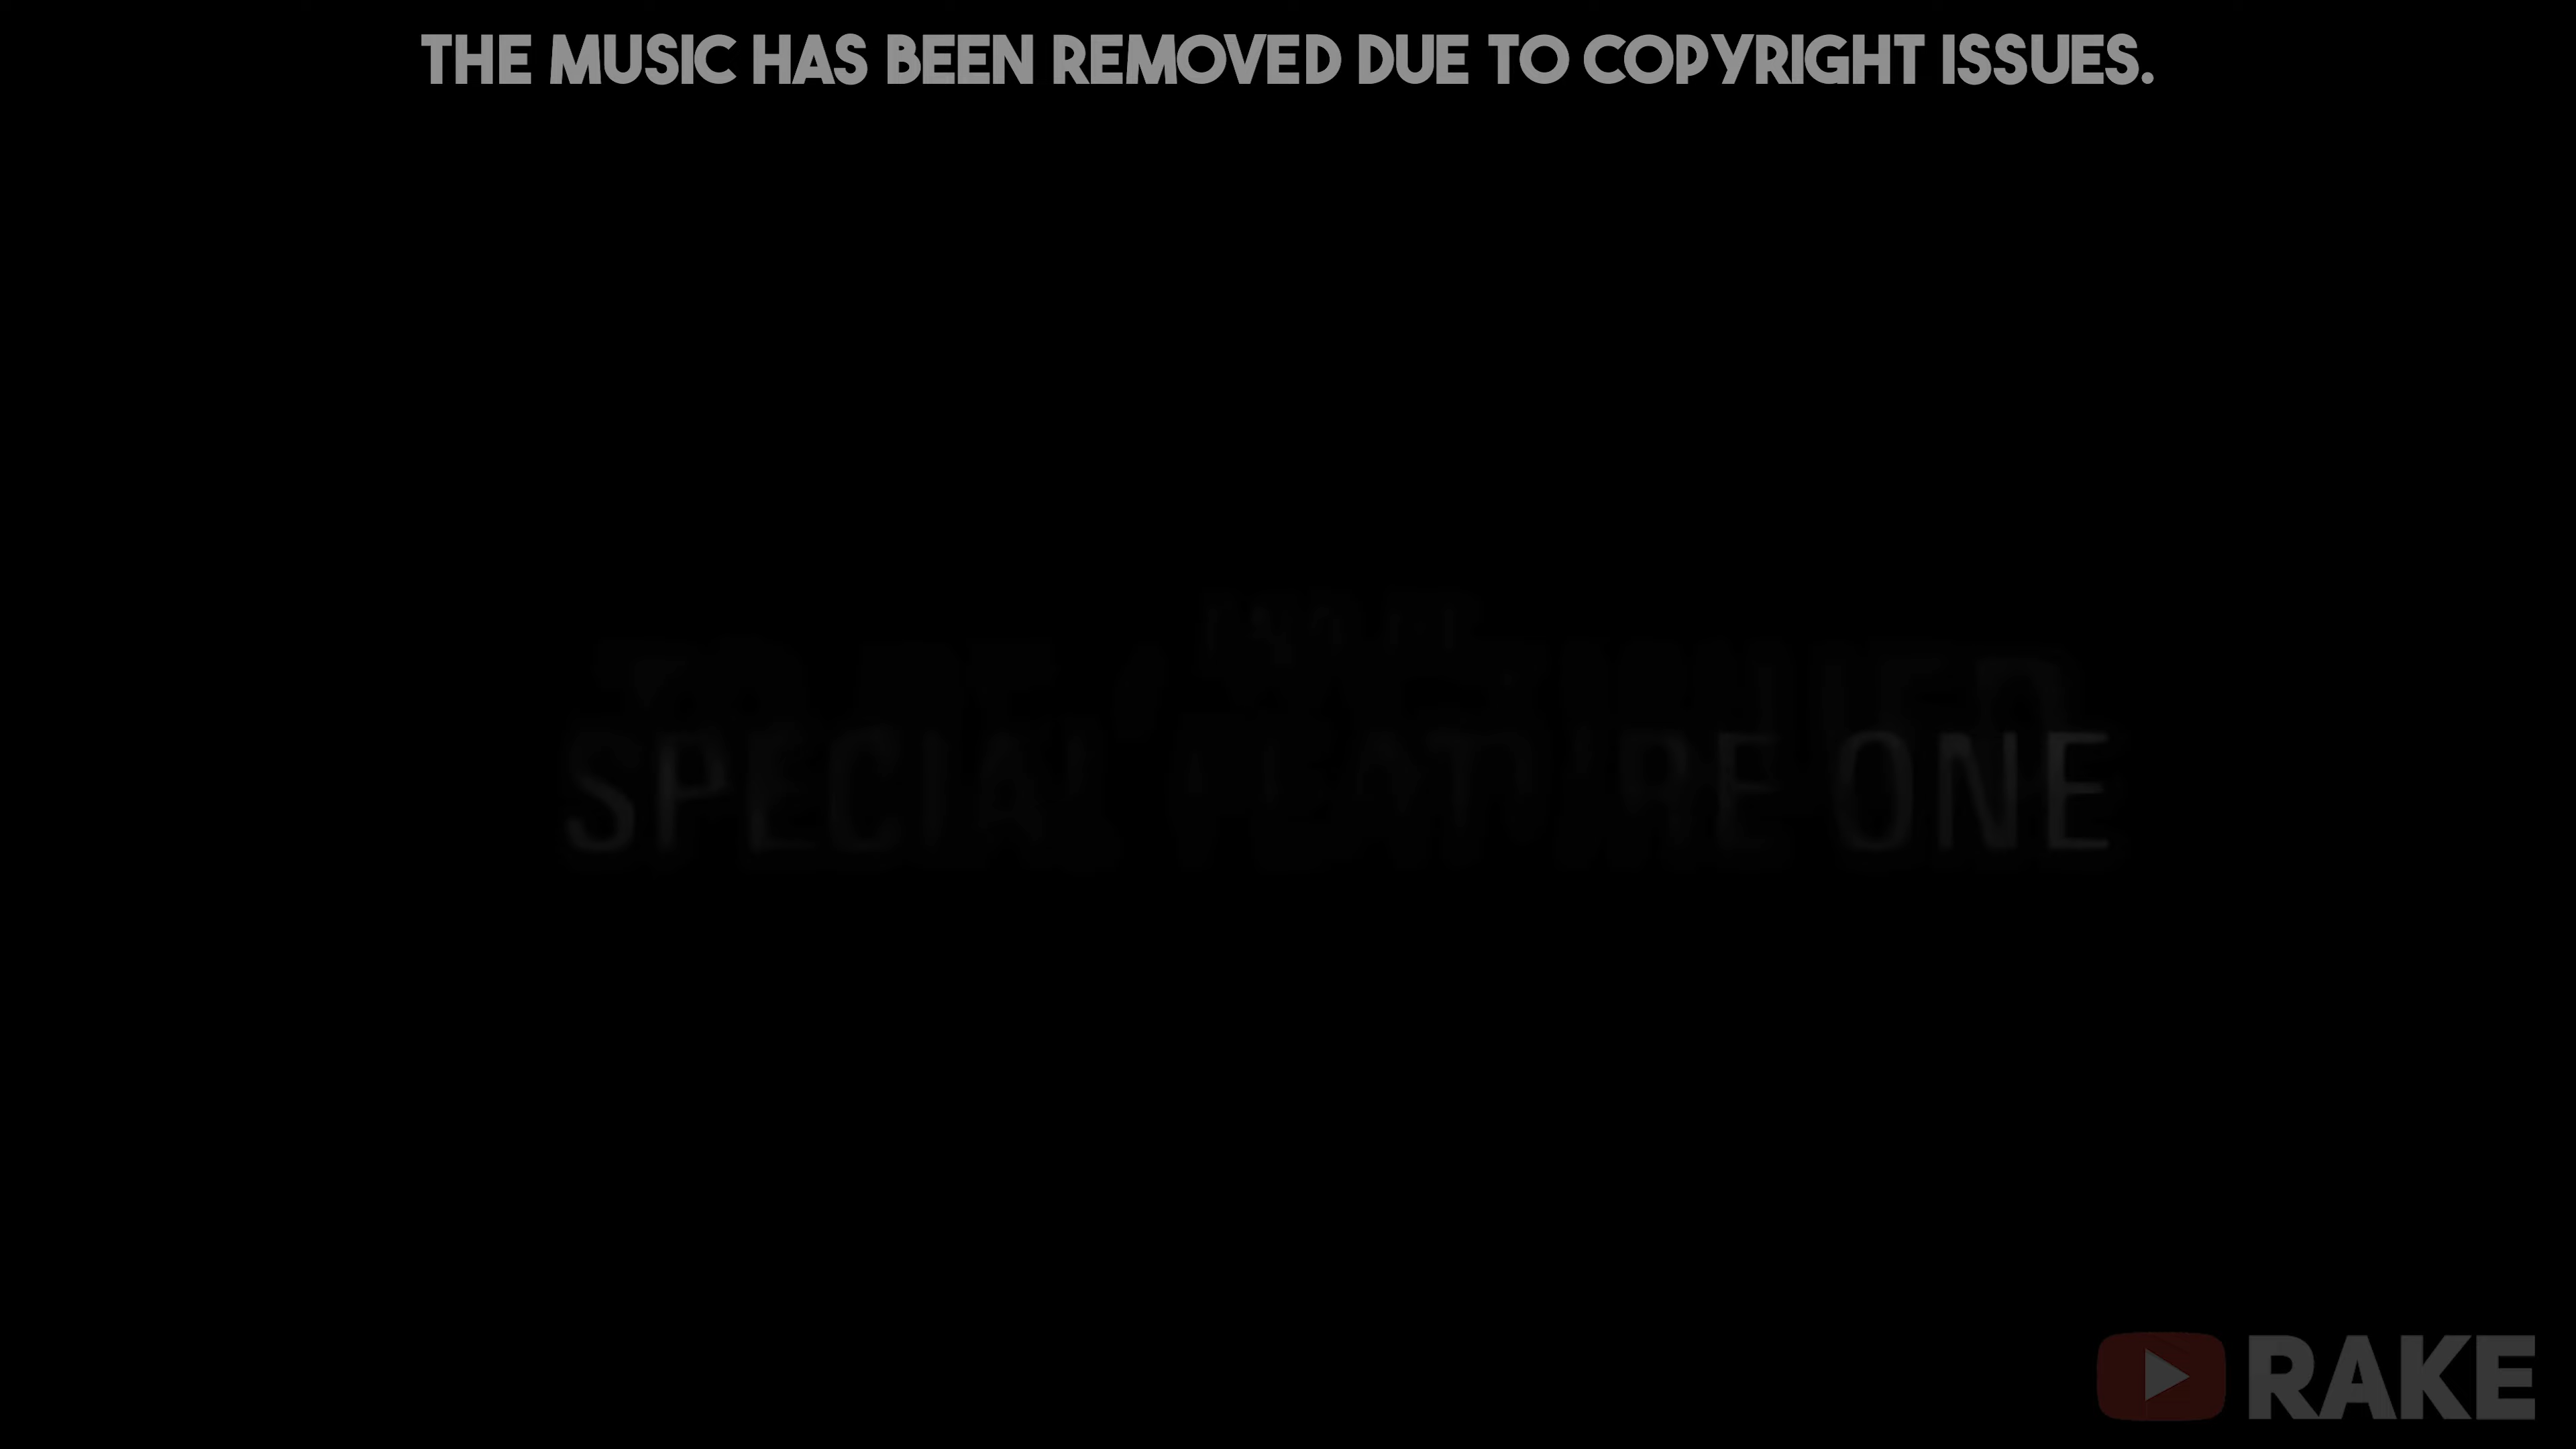 THE MUSIC HAS BEEN REMOVED DUE TO COPYRIGHT ISSUES.
SPECIAL FEATURE ONE
RAKE